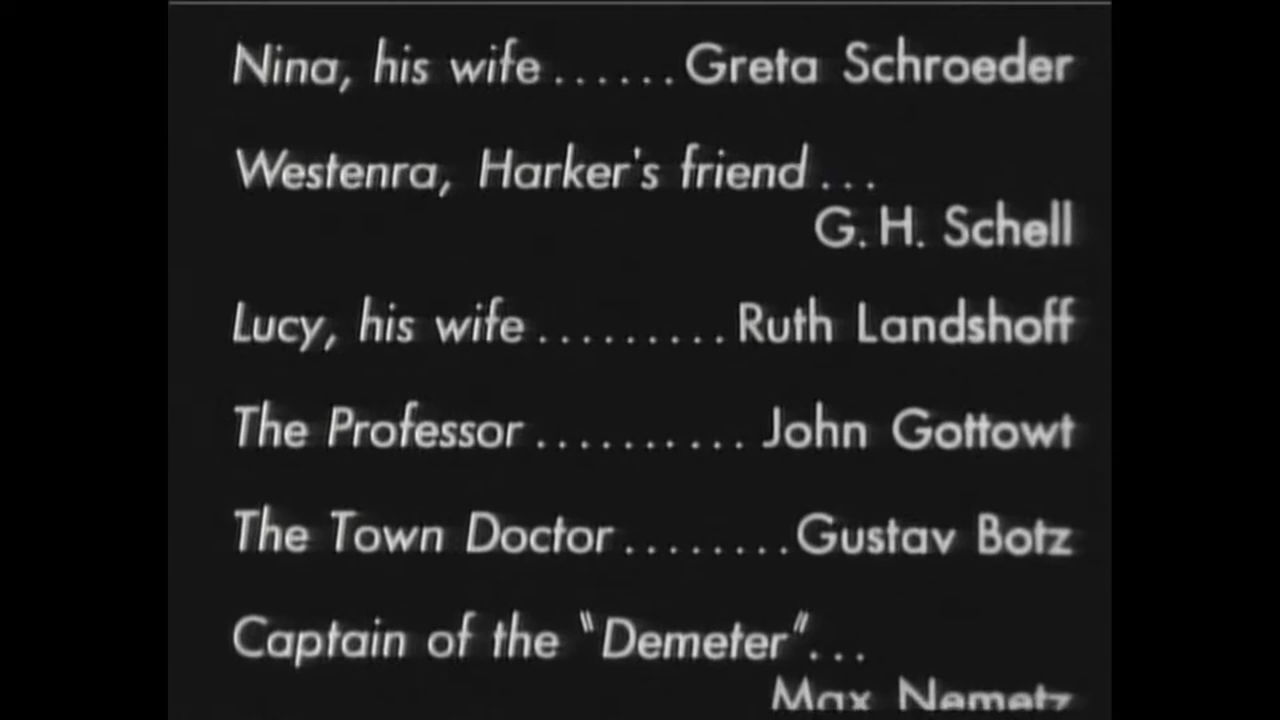 Nina, his wife ...... Greta Schroeder
Westenra, Harker's friend ...
G. H. Schell
Lucy, his wife ......... Ruth Landshoff
The Professor .......... John Gottowt
The Town Doctor ........ Gustav Botz
Captain of the "Demeter" ...
Max Nemetz